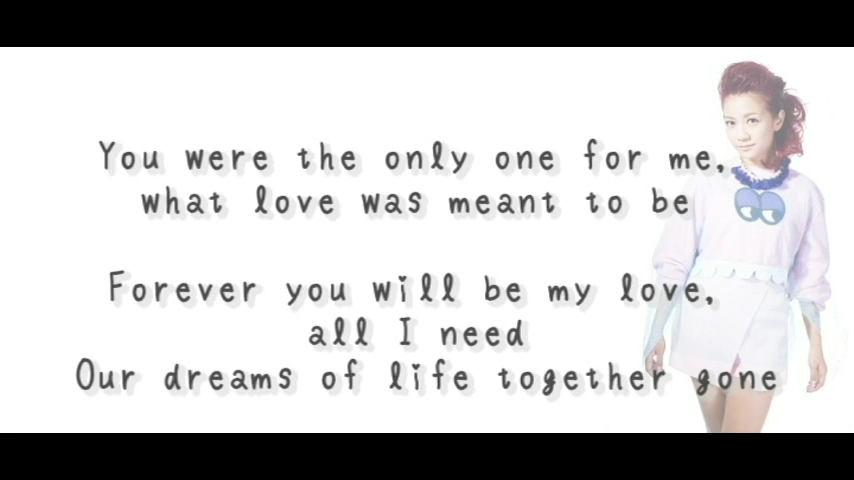 You were the only one for me,
what love was meant to be
Forever you will be my love,
all I need
Our dreams of life together gone